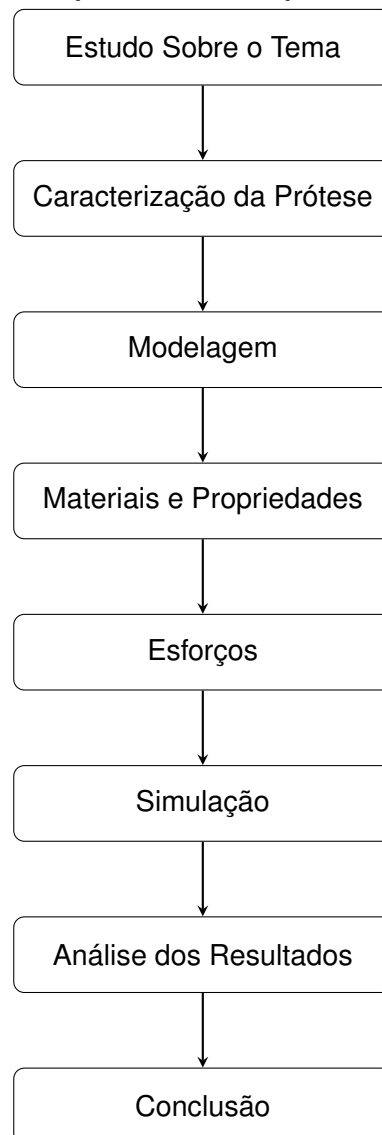 Estudo Sobre o Tema
Caracterização da Prótese
Modelagem
Materiais e Propriedades
Esforços
Simulação
Análise dos Resultados
Conclusão